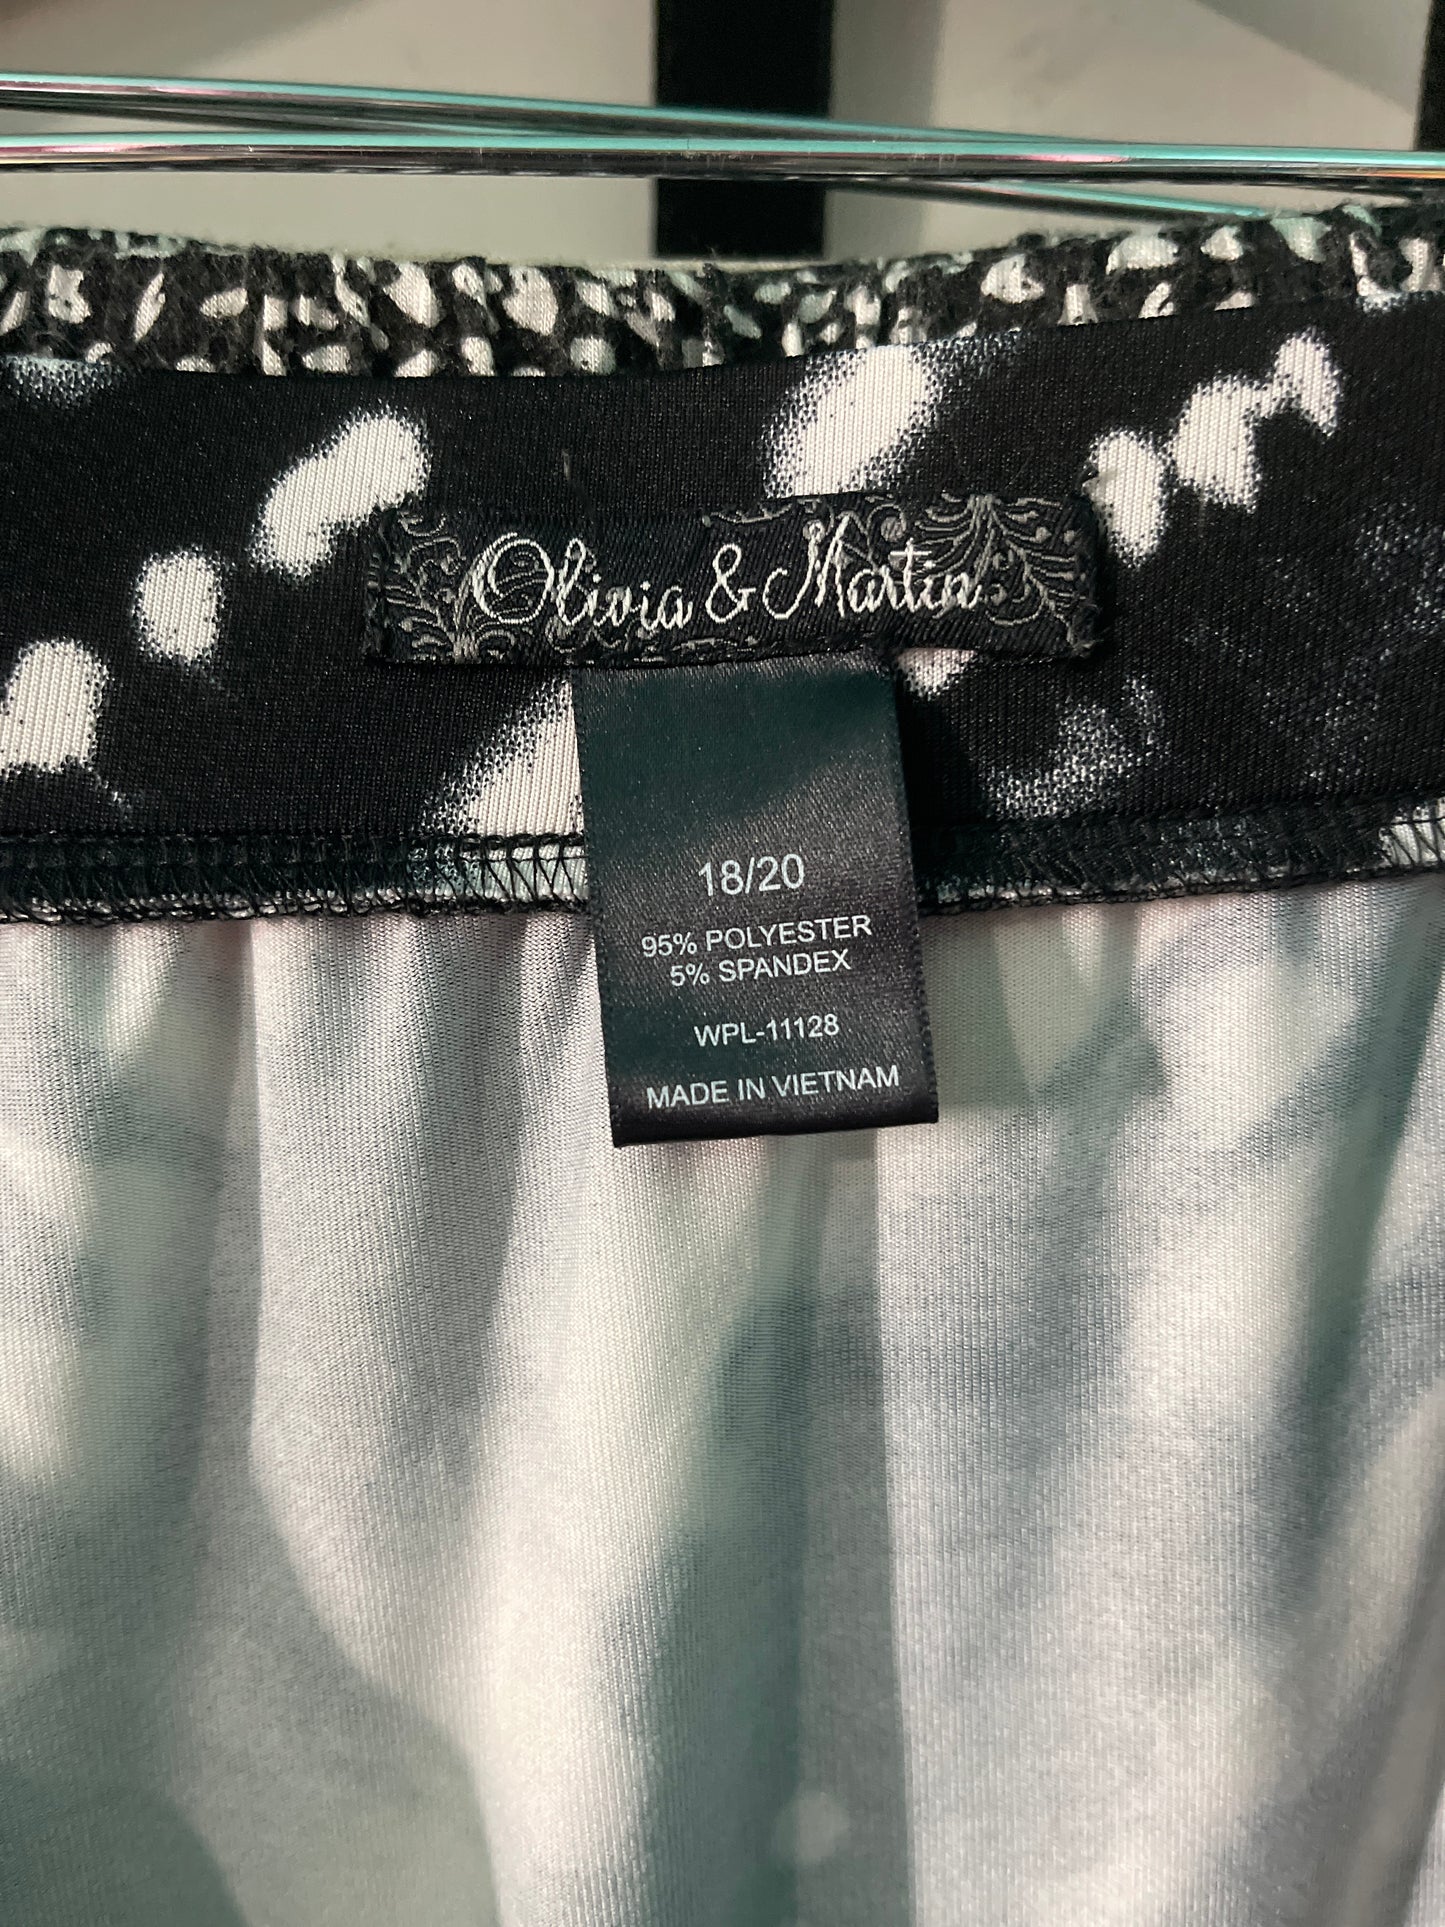 Olivia & Martin
18/20
95% POLYESTER
5% SPANDEX
WPL-11128
MADE IN VIETNAM